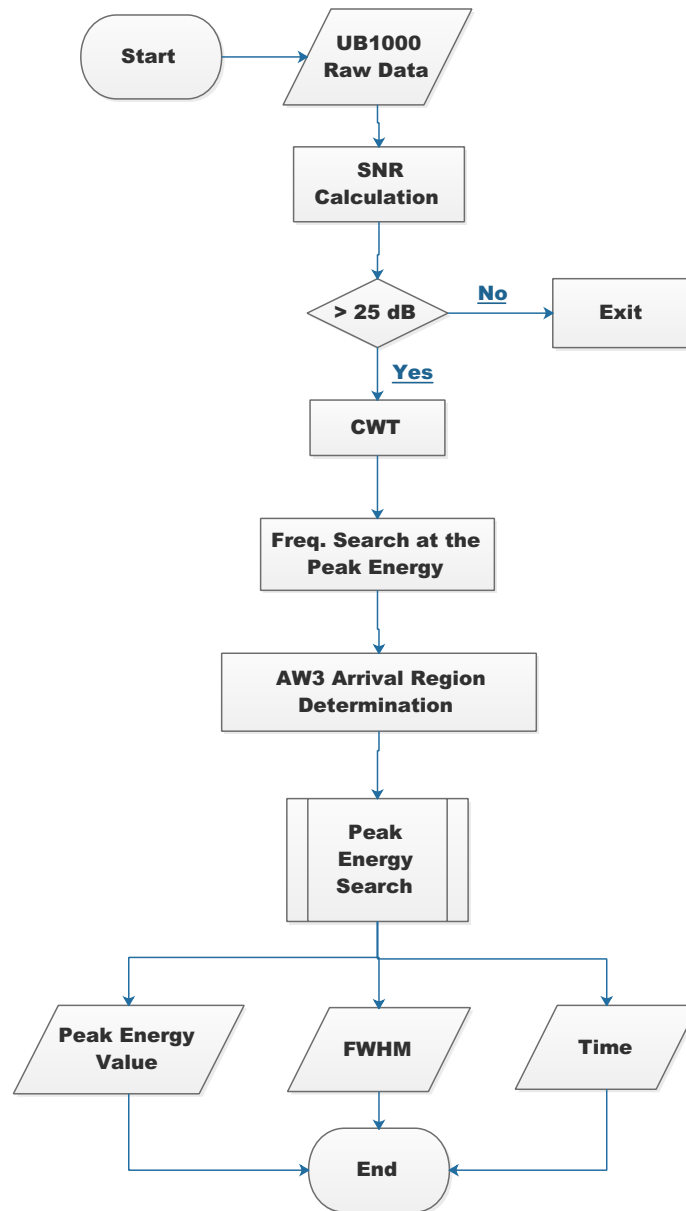 Start
UB1000
Raw Data
SNR
Calculation
> 25 dB
No
Exit
Yes
CWT
Freq. Search at the
Peak Energy
AW3 Arrival Region
Determination
Peak
Energy
Search
Peak Energy
Value
FWHM
Time
End